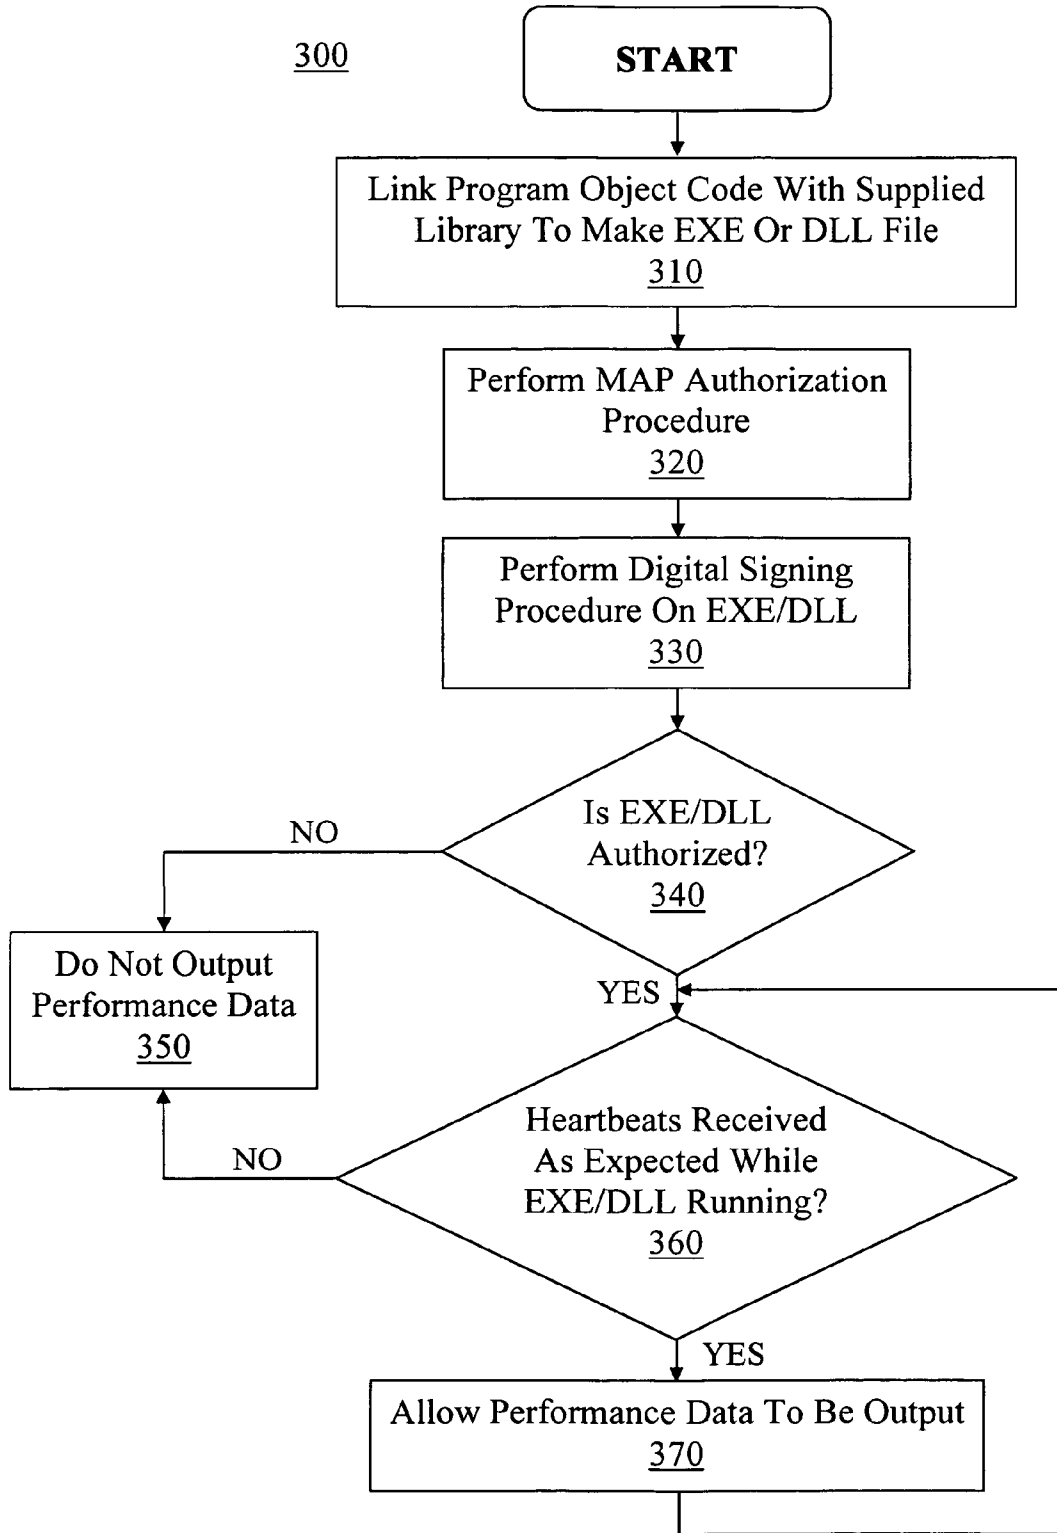 300
START
Link Program Object Code With Supplied
Library To Make EXE Or DLL File
310
Perform MAP Authorization
Procedure
320
Perform Digital Signing
Procedure On EXE/DLL
330
Is EXE/DLL
Authorized?
340
NO
YES
Do Not Output
Performance Data
350
Heartbeats Received
As Expected While
EXE/DLL Running?
360
NO
YES
Allow Performance Data To Be Output
370